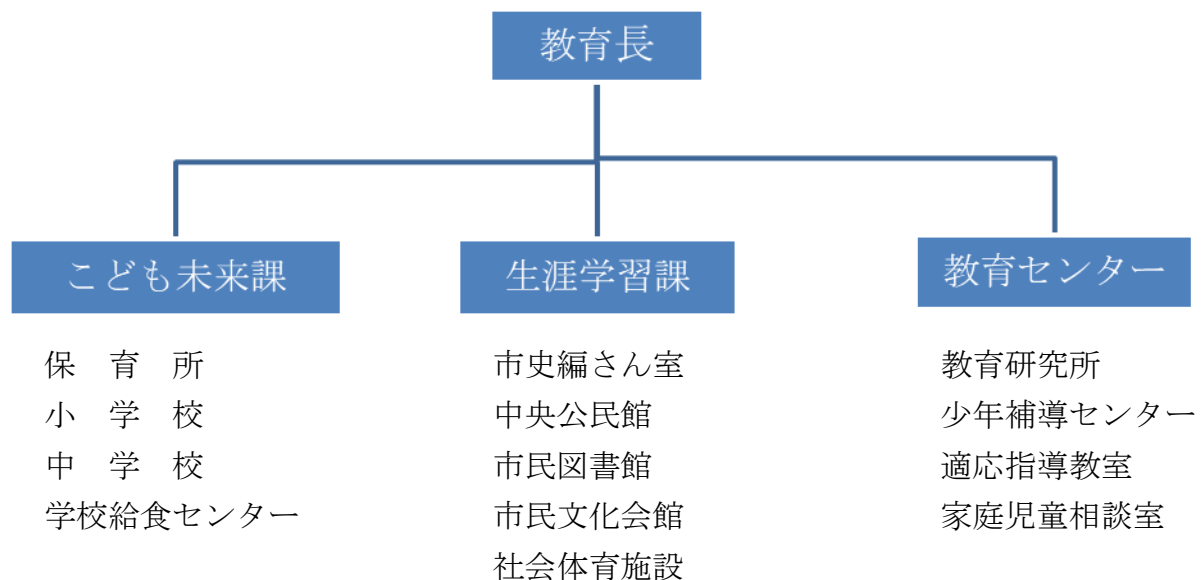 教育長
こども未来課
保　育　所
小　学　校
中　学　校
学校給食センター
生涯学習課
市史編さん室
中央公民館
市民図書館
市民文化会館
社会体育施設
教育センター
教育研究所
少年補導センター
適応指導教室
家庭児童相談室